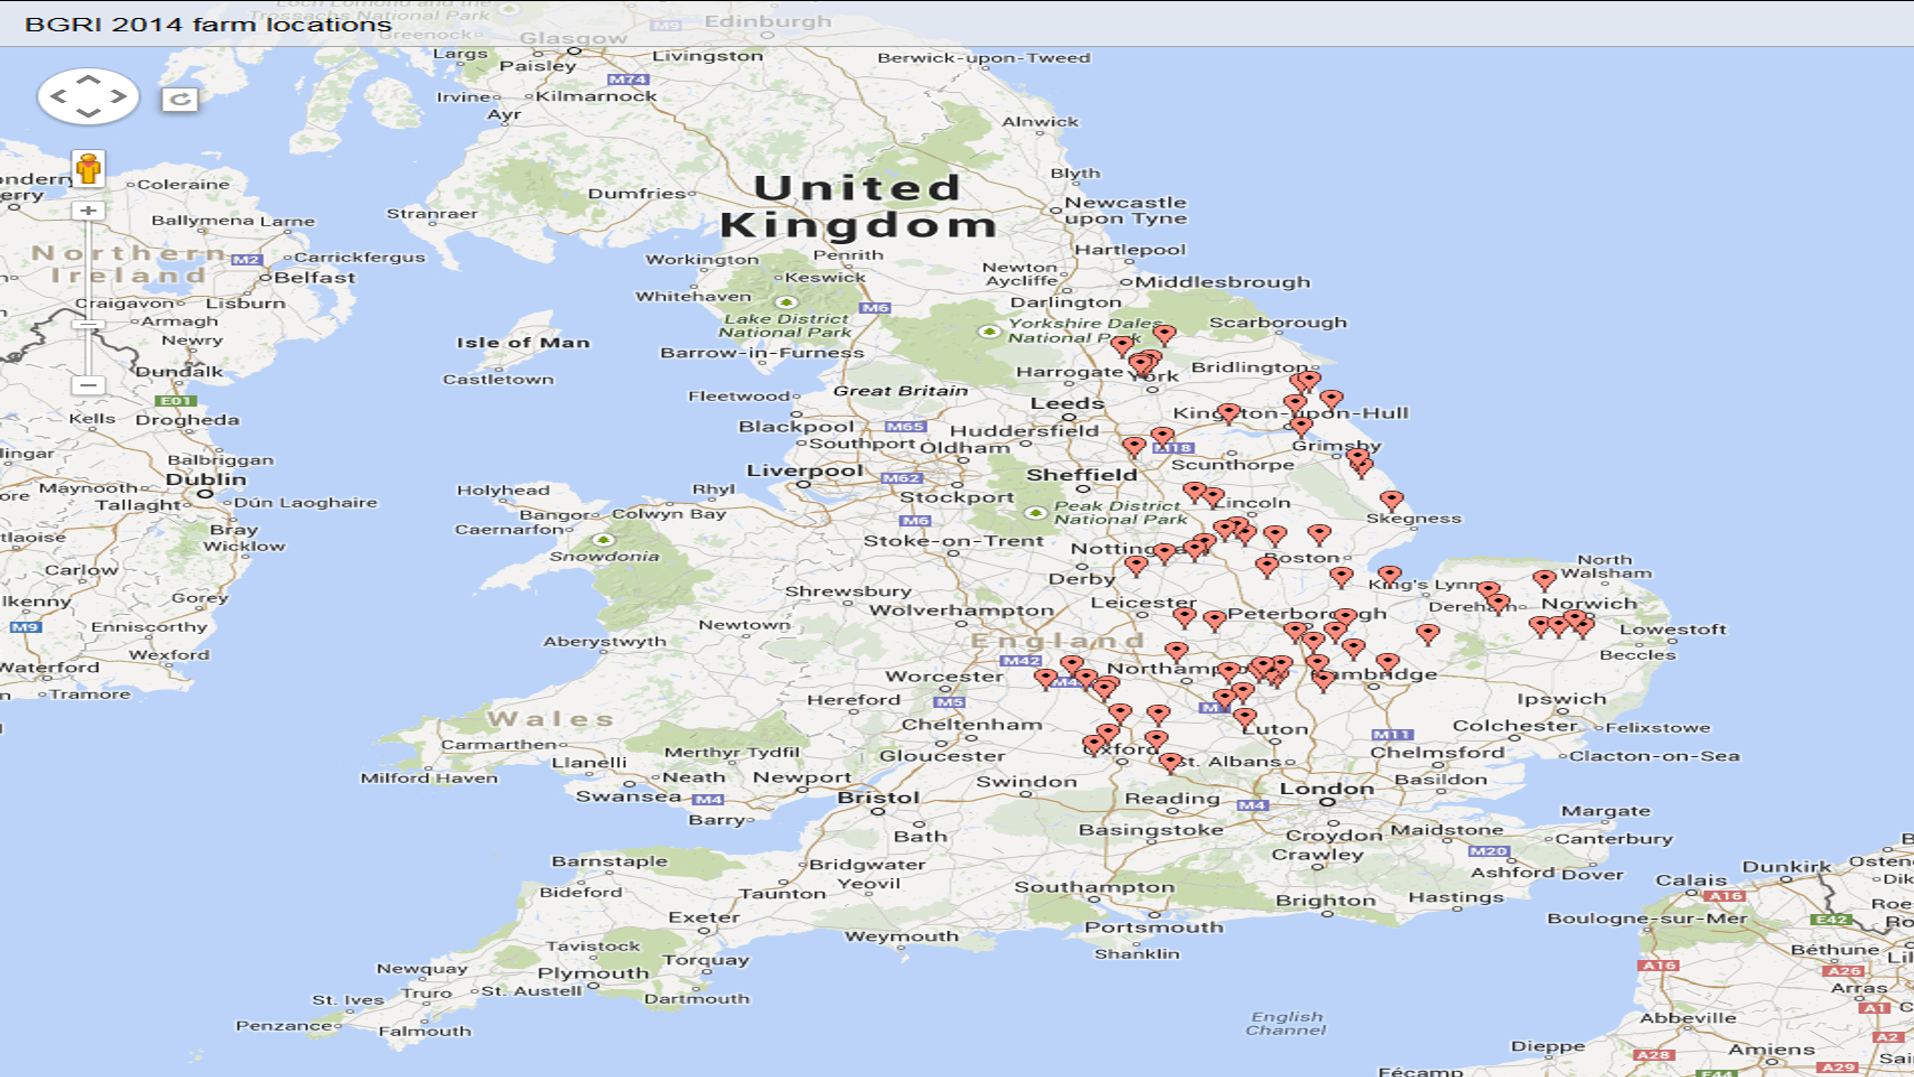 Loch Lomond and the
Trossachs National Park
BGRI 2014 farm locations
Greenock
Glasgow
M9
Edinburgh
Largs
Paisley
Livingston
Berwick-upon-Tweed
M74
Irvine
Kilmarnock
Ayr
Alnwick
Blyth
Coleraine
Dumfries
United
Kingdom
Newcastle
upon Tyne
Ballymena
Larne
Stranraer
Northern
Ireland
M2
Carrickfergus
Belfast
Workington
Penrith
Hartlepool
Newton
Aycliffe
Keswick
Middlesbrough
Whitehaven
M6
Darlington
Craigavon
Lisburn
Armagh
Newry
Lake District
National Park
Yorkshire Dales
National Park
Scarborough
Isle of Man
Barrow-in-Furness
Dundalk
Castletown
Harrogate
York
Bridlington
E01
Kells
Drogheda
Fleetwood
Great Britain
Leeds
Kingston-upon-Hull
Blackpool
M65
Huddersfield
Southport
Oldham
M18
Grimsby
Balbriggan
Dublin
Liverpool
M62
Sheffield
Scunthorpe
Maynooth
Tallaght
Dún Laoghaire
Holyhead
Rhyl
Stockport
Lincoln
Bangor
Colwyn Bay
M6
Peak District
National Park
Skegness
Bray
Wicklow
Caernarfon
Snowdonia
Stoke-on-Trent
Nottingham
Boston
Carlow
Derby
King's Lynn
North
Walsham
Gorey
Shrewsbury
Wolverhampton
Leicester
Peterborough
Dereham
Norwich
M9
Enniscorthy
Newtown
Lowestoft
Wexford
Aberystwyth
England
Beccles
Waterford
M42
Tramore
Worcester
M40
Northampton
Cambridge
Hereford
M5
M1
Ipswich
Wales
Cheltenham
Luton
M11
Colchester
Felixstowe
Carmarthen
Merthyr Tydfil
Gloucester
Oxford
Chelmsford
Clacton-on-Sea
Llanelli
St. Albans
Milford Haven
Neath
Newport
Swindon
Basildon
Swansea
M4
Bristol
Reading
M4
London
Barry
Bath
Basingstoke
Croydon
Maidstone
Margate
Canterbury
Barnstaple
Bridgwater
Crawley
M20
Bideford
Taunton
Yeovil
Southampton
Ashford
Dover
Calais
Dunkirk
A16
Exeter
Brighton
Hastings
Boulogne-sur-Mer
E42
Weymouth
Portsmouth
Tavistock
Shanklin
Béthune
Torquay
A16
A26
Newquay
Plymouth
Arras
St. Ives
Truro
St. Austell
Dartmouth
A1
Penzance
Falmouth
English
Channel
Abbeville
A2
Dieppe
A28
Amiens
A29
Fécamp
E44